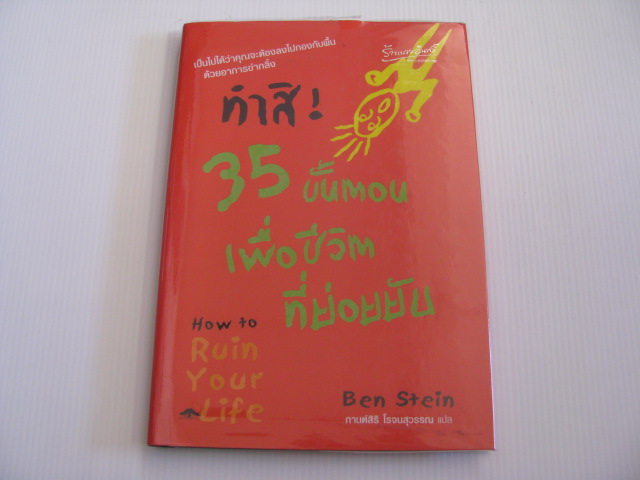 เป็นไปได้ว่าคุณจะต้องลงไปกองกับพื้น
ด้วยอาการขำกลิ้ง
ทำสิ!
35 ขั้นตอน
เพื่อชีวิต
ที่ย่อยยับ
How to
Ruin
Your
Life
Ben Stein
กานต์สิริ โรจนสุวรรณ แปล